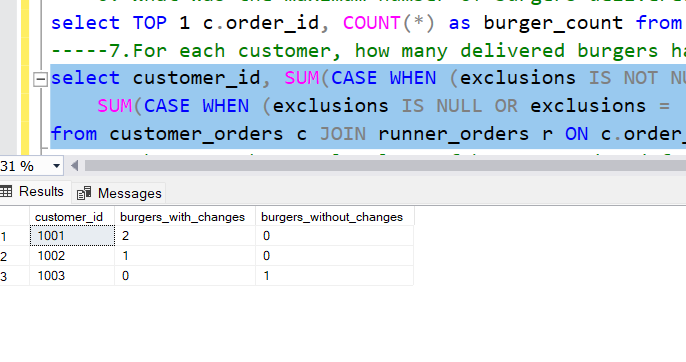 select TOP 1 c.order_id, COUNT(*) as burger_count from
-----7.For each customer, how many delivered burgers ha
select customer_id, SUM(CASE WHEN (exclusions IS NOT NU
SUM(CASE WHEN (exclusions IS NULL OR exclusions =
from customer_orders c JOIN runner_orders r ON c.order_
31 %
Results Messages
customer_id burgers_with_changes burgers_without_changes
1 1001 2 0
2 1002 1 0
3 1003 0 1